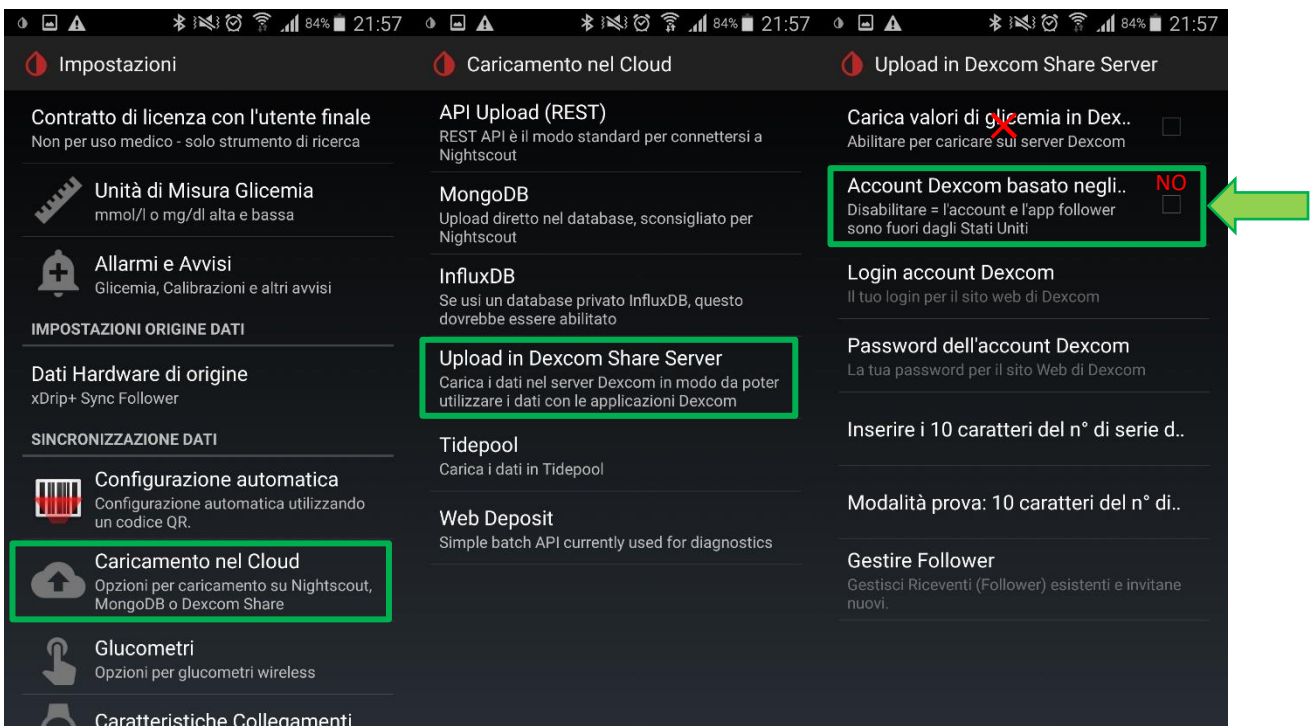 84% 21:57
Impostazioni
Contratto di licenza con l'utente finale
Non per uso medico - solo strumento di ricerca
Unità di Misura Glicemia
mmol/l o mg/dl alta e bassa
Allarmi e Avvisi
Glicemia, Calibrazioni e altri avvisi
IMPOSTAZIONI ORIGINE DATI
Dati Hardware di origine
xDrip+ Sync Follower
SINCRONIZZAZIONE DATI
Configurazione automatica
Configurazione automatica utilizzando
un codice QR.
Caricamento nel Cloud
Opzioni per caricamento su Nightscout,
MongoDB o Dexcom Share
Glucometri
Opzioni per glucometri wireless
Caratteristiche Collegamenti
84% 21:57
Caricamento nel Cloud
API Upload (REST)
REST API è il modo standard per connettersi a
Nightscout
MongoDB
Upload diretto nel database, sconsigliato per
Nightscout
InfluxDB
Se usi un database privato InfluxDB, questo
dovrebbe essere abilitato
Upload in Dexcom Share Server
Carica i dati nel server Dexcom in modo da poter
utilizzare i dati con le applicazioni Dexcom
Tidepool
Carica i dati in Tidepool
Web Deposit
Simple batch API currently used for diagnostics
84% 21:57
Upload in Dexcom Share Server
Carica valori di glicemia in Dex..
Abilitare per caricare sui server Dexcom
Account Dexcom basato negli.. NO
Disabilitare = l'account e l'app follower
sono fuori dagli Stati Uniti
Login account Dexcom
Il tuo login per il sito web di Dexcom
Password dell'account Dexcom
La tua password per il sito Web di Dexcom
Inserire i 10 caratteri del n° di serie d..
Modalità prova: 10 caratteri del n° di..
Gestire Follower
Gestisci Riceventi (Follower) esistenti e invitane
nuovi.